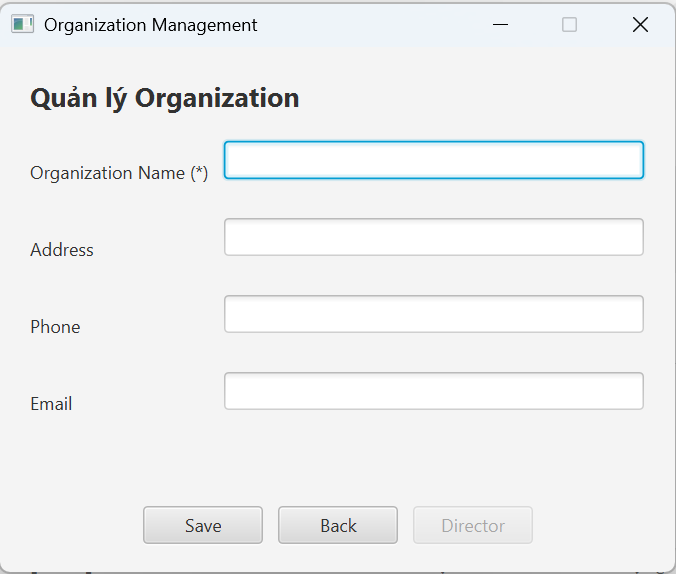 Organization Management
Quản lý Organization
Organization Name (*)
Address
Phone
Email
Save Back Director